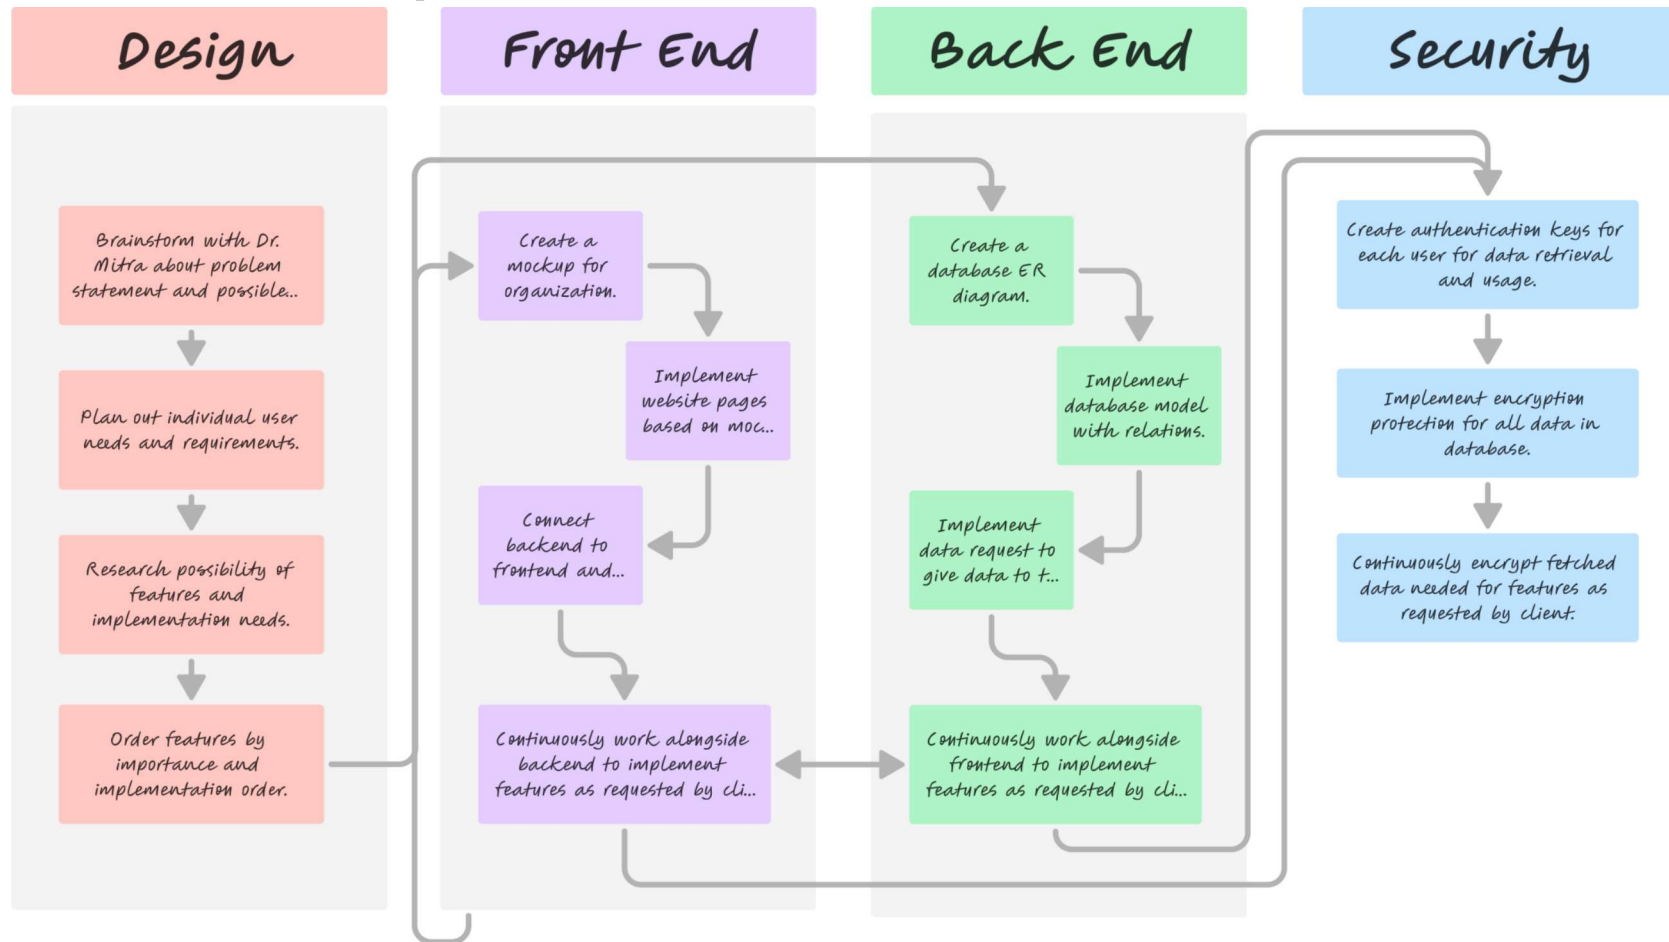 Design
Brainstorm with Dr.
Mitra about problem
statement and possible...
Plan out individual user
needs and requirements.
Research possibility of
features and
implementation needs.
Order features by
importance and
implementation order.
Front End
Create a
mockup for
organization.
Implement
website pages
based on moc...
Connect
backend to
frontend and...
Continuously work alongside
backend to implement
features as requested by cli...
Back End
Create a
database ER
diagram.
Implement
database model
with relations.
Implement
data request to
give data to t...
Continuously work alongside
frontend to implement
features as requested by cli...
Security
Create authentication keys for
each user for data retrieval
and usage.
Implement encryption
protection for all data in
database.
Continuously encrypt fetched
data needed for features as
requested by client.